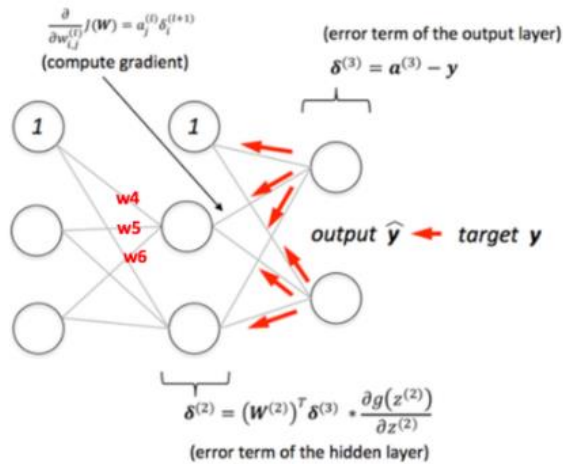 ∂/∂w_{i,j}^{(l)} J(W) = a_j^{(l)} δ_i^{(l+1)}
(compute gradient)
(error term of the output layer)
δ^{(3)} = a^{(3)} − y
1
1
w4
w5
w6
output ŷ ← target y
δ^{(2)} = (W^{(2)})^T δ^{(3)} * ∂g(z^{(2)})/∂z^{(2)}
(error term of the hidden layer)